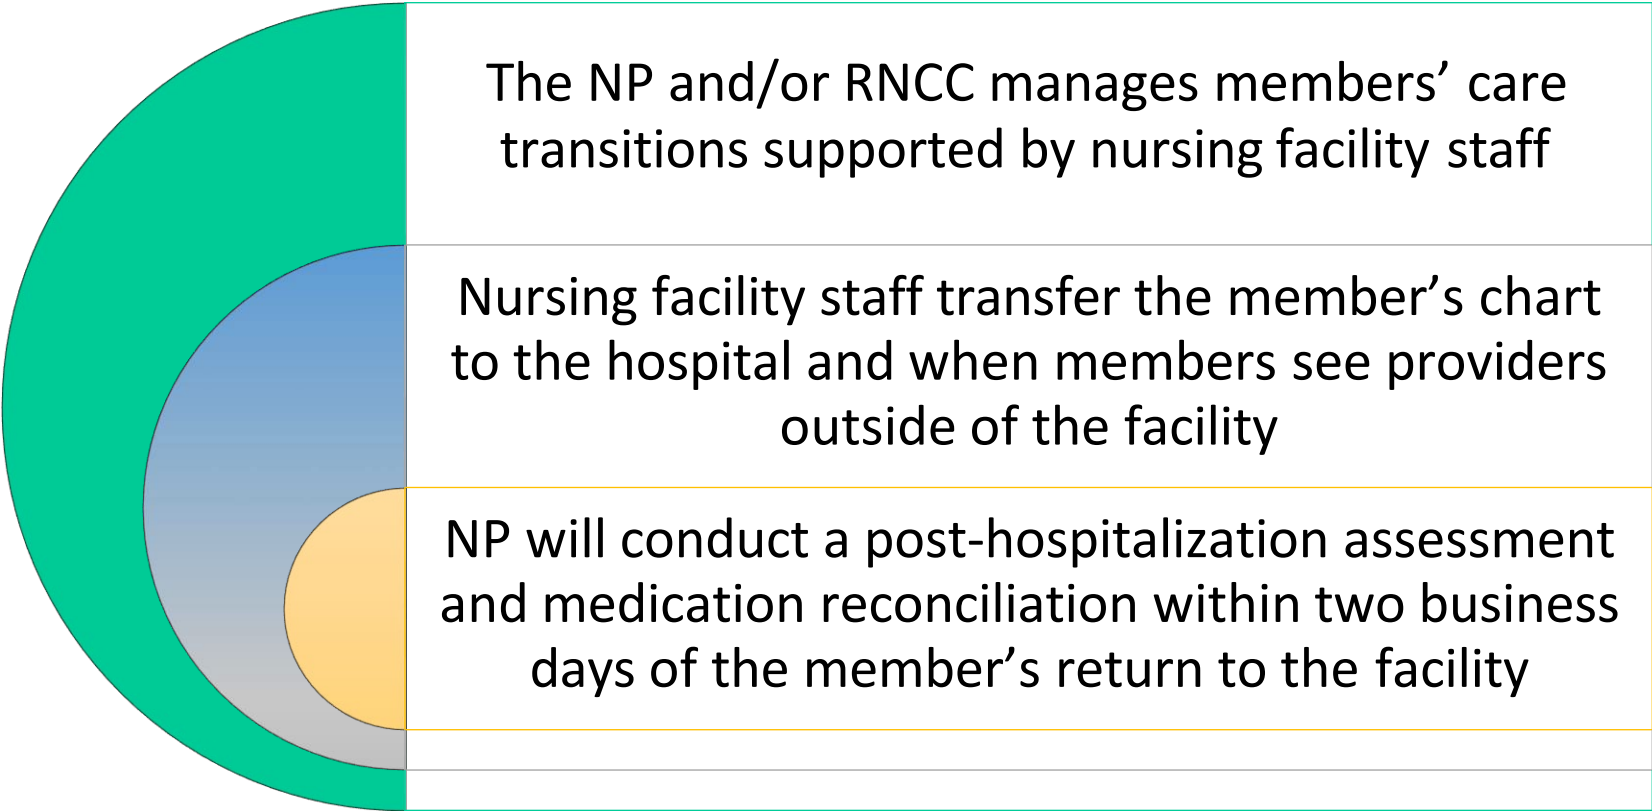 The NP and/or RNCC manages members’ care
transitions supported by nursing facility staff
Nursing facility staff transfer the member’s chart
to the hospital and when members see providers
outside of the facility
NP will conduct a post-hospitalization assessment
and medication reconciliation within two business
days of the member’s return to the facility